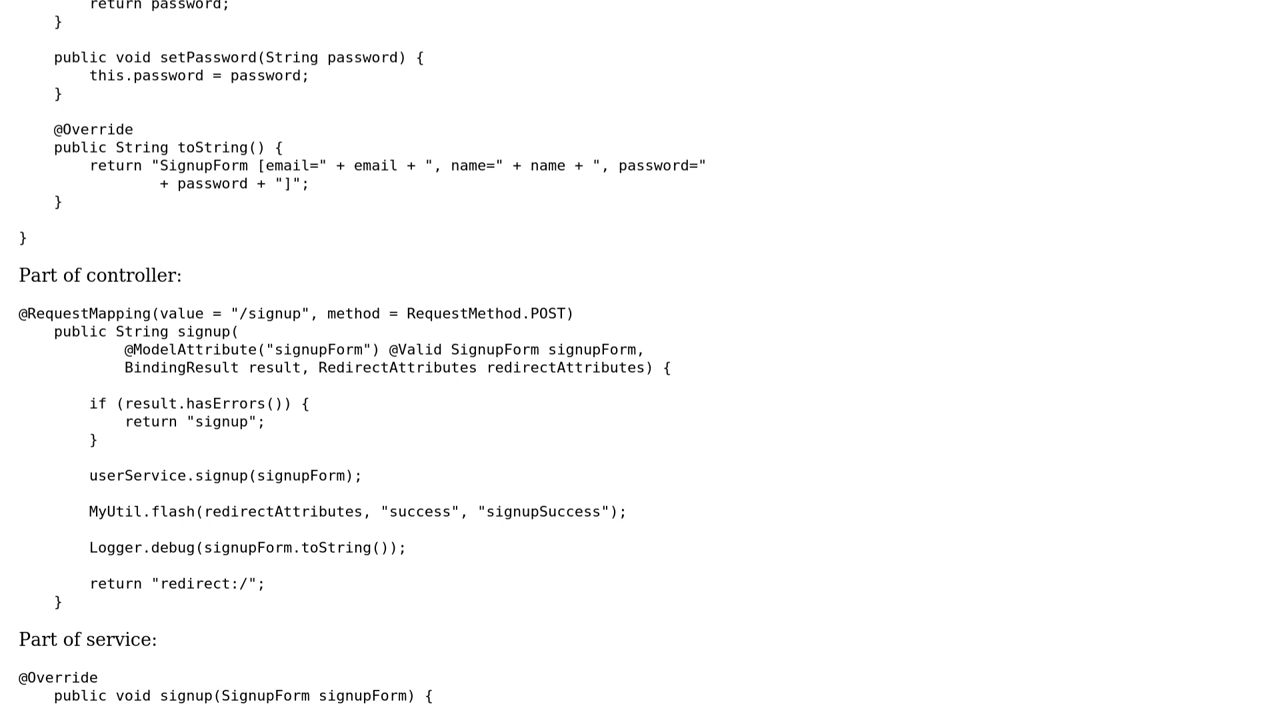 return password;
}
public void setPassword(String password) {
this.password = password;
}
@Override
public String toString() {
return "SignupForm [email=" + email + ", name=" + name + ", password="
+ password + "]";
}
}
Part of controller:
@RequestMapping(value = "/signup", method = RequestMethod.POST)
public String signup(
@ModelAttribute("signupForm") @Valid SignupForm signupForm,
BindingResult result, RedirectAttributes redirectAttributes) {
if (result.hasErrors()) {
return "signup";
}
userService.signup(signupForm);
MyUtil.flash(redirectAttributes, "success", "signupSuccess");
Logger.debug(signupForm.toString());
return "redirect:/";
}
Part of service:
@Override
public void signup(SignupForm signupForm) {